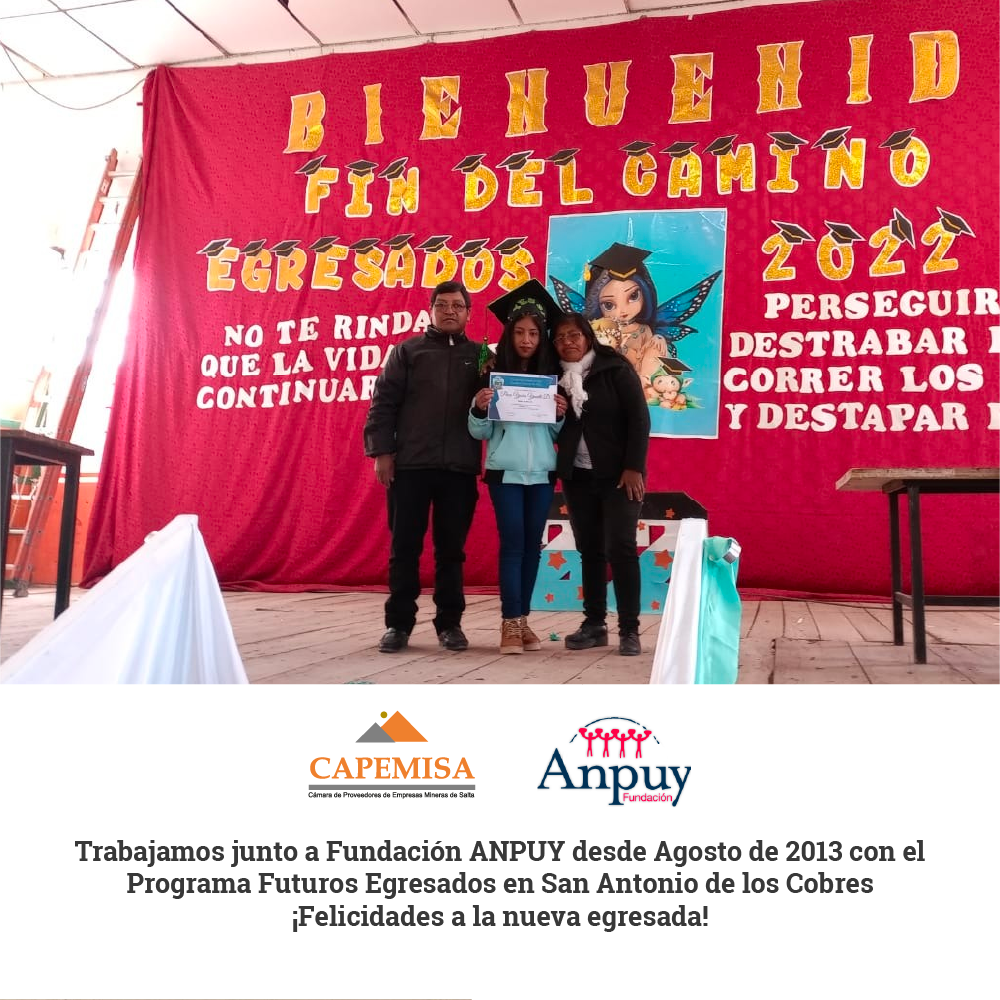 BIENUENID
FIN DEL CAMINO
EGRESADOS 2022
NO TE RINDA
QUE LA VIDA
CONTINUAR
PERSEGUIR
DESTRABAR
CORRER LOS
Y DESTAPAR
CAPEMISA
Cámara de Proveedores de Empresas Mineras de Salta
Anpuy
Fundación
Trabajamos junto a Fundación ANPUY desde Agosto de 2013 con el
Programa Futuros Egresados en San Antonio de los Cobres
¡Felicidades a la nueva egresada!